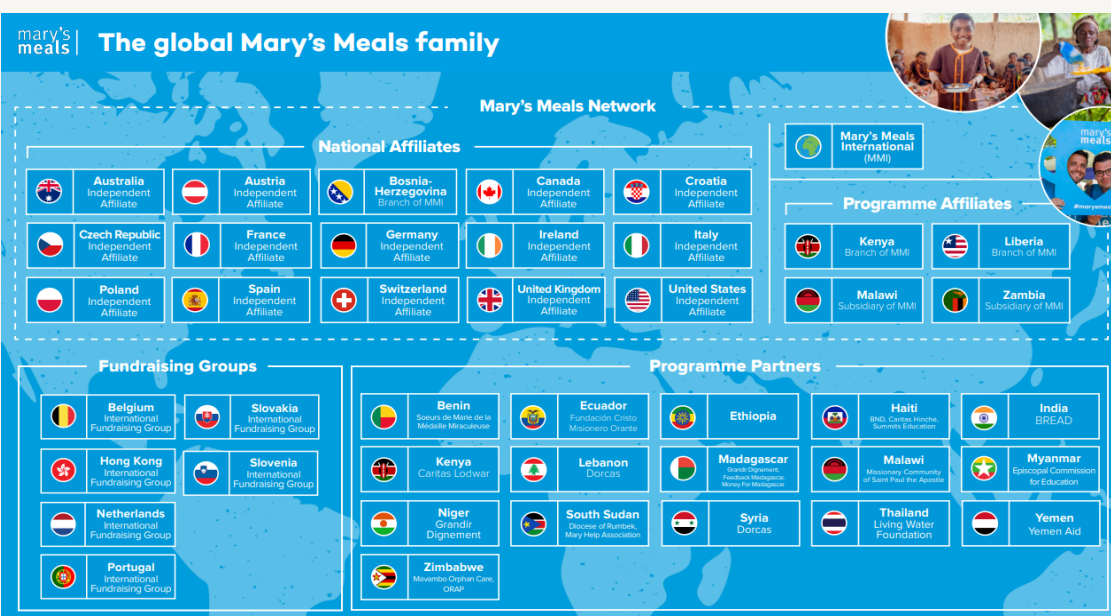 mary's
meals
The global Mary's Meals family
mary's
meals
#marysmeals
Mary's Meals Network
National Affiliates
Australia
Independent
Affiliate
Austria
Independent
Affiliate
Bosnia-
Herzegovina
Branch of MMI
Canada
Independent
Affiliate
Croatia
Independent
Affiliate
Czech Republic
Independent
Affiliate
France
Independent
Affiliate
Germany
Independent
Affiliate
Ireland
Independent
Affiliate
Italy
Independent
Affiliate
Poland
Independent
Affiliate
Spain
Independent
Affiliate
Switzerland
Independent
Affiliate
United Kingdom
Independent
Affiliate
United States
Independent
Affiliate
Mary's Meals
International
(MMI)
Programme Affiliates
Kenya
Branch of MMI
Liberia
Branch of MMI
Malawi
Subsidiary of MMI
Zambia
Subsidiary of MMI
Fundraising Groups
Belgium
International
Fundraising Group
Slovakia
International
Fundraising Group
Hong Kong
International
Fundraising Group
Slovenia
International
Fundraising Group
Netherlands
International
Fundraising Group
Portugal
International
Fundraising Group
Programme Partners
Benin
Soeurs de Marie de la
Médaille Miraculeuse
Ecuador
Fundación Cristo
Misionero Orante
Ethiopia
Haiti
BND, Caritas Hinche,
Summits Education
India
BREAD
Kenya
Caritas Lodwar
Lebanon
Dorcas
Madagascar
Grandir Dignement,
Feedback Madagascar,
Money For Madagascar
Malawi
Missionary Community
of Saint Paul the Apostle
Myanmar
Episcopal Commission
for Education
Niger
Grandir
Dignement
South Sudan
Diocese of Rumbek,
Mary Help Association
Syria
Dorcas
Thailand
Living Water
Foundation
Yemen
Yemen Aid
Zimbabwe
Mavambo Orphan Care,
ORAP